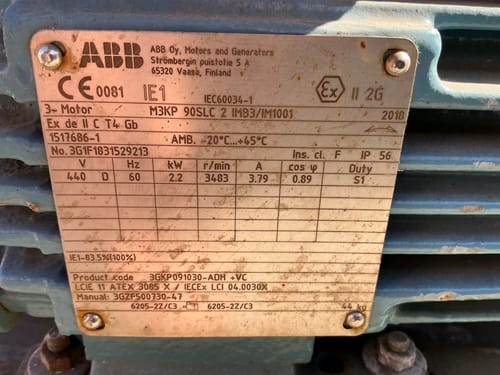 ABB
ABB Oy, Motors and Generators
Strömbergin puistotie 5 A
65320 Vaasa, Finland
CE 0081 IE1 IEC60034-1 Ex II 2G
3~ Motor M3KP 90SLC 2 IMB3/IM1001 2018
Ex de II C T4 Gb
1517686-1 AMB. -20°C...+45°C
No. 3G1F1831529213 Ins. cl. F IP 56
V Hz kW r/min A cos φ Duty
440 D 60 2.2 3483 3.79 0.89 S1
IE1-83.5%(100%)
Product code 3GKP091030-ADH +VC
LCIE 11 ATEX 3085 X / IECEx LCI 04.0030X
Manual: 3GZF500730-47
6205-2Z/C3 6205-2Z/C3 44 kg